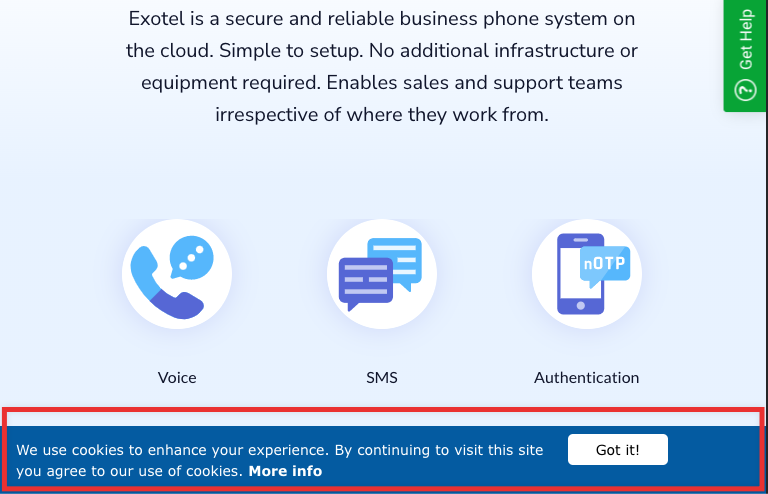 Exotel is a secure and reliable business phone system on
the cloud. Simple to setup. No additional infrastructure or
equipment required. Enables sales and support teams
irrespective of where they work from.
Get Help
?
nOTP
Voice
SMS
Authentication
We use cookies to enhance your experience. By continuing to visit this site
you agree to our use of cookies. More info
Got it!